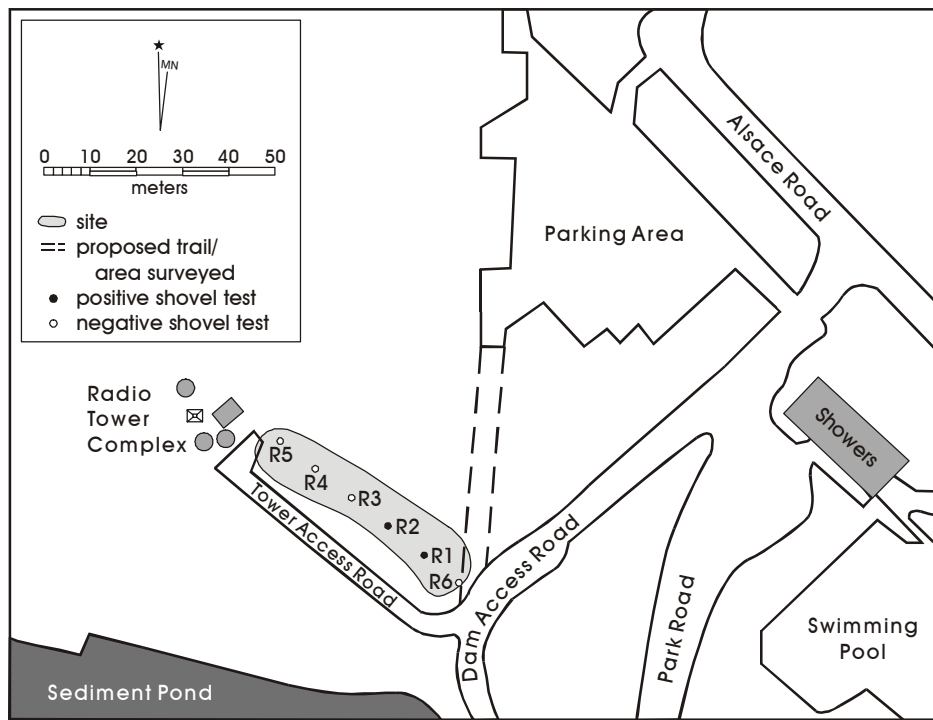 MN
0 10 20 30 40 50
meters
site
proposed trail/
area surveyed
positive shovel test
negative shovel test
Alsace Road
Parking Area
Radio
Tower
Complex
Showers
R5
R4
R3
R2
R1
R6
Tower Access Road
Dam Access Road
Park Road
Swimming
Pool
Sediment Pond